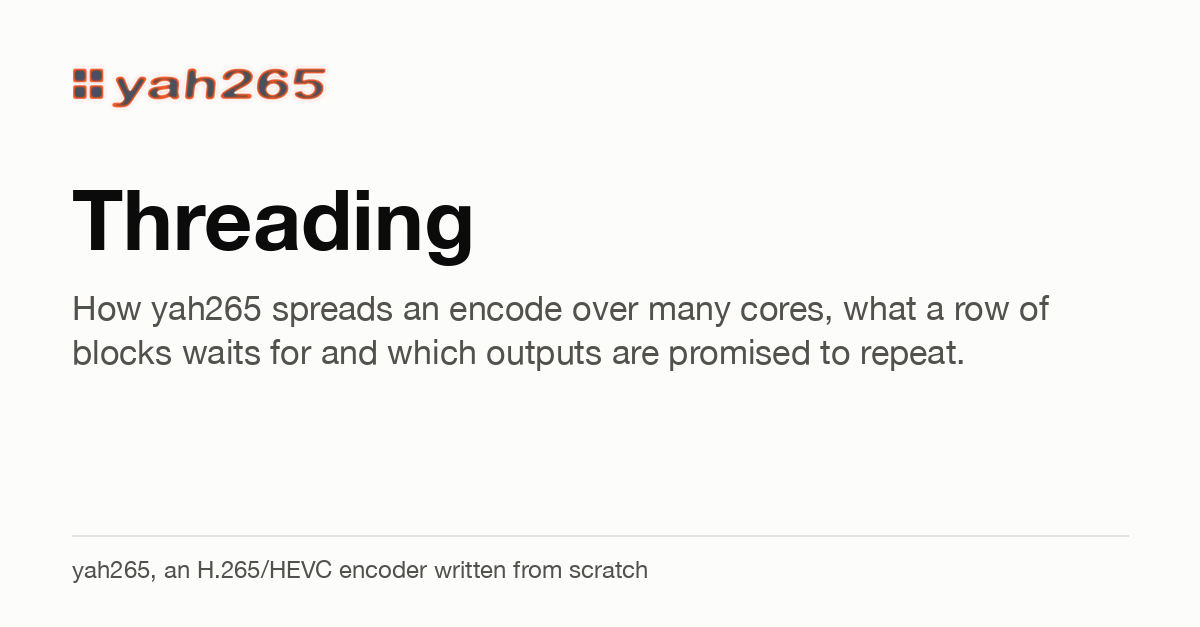 yah265
Threading
How yah265 spreads an encode over many cores, what a row of
blocks waits for and which outputs are promised to repeat.
yah265, an H.265/HEVC encoder written from scratch